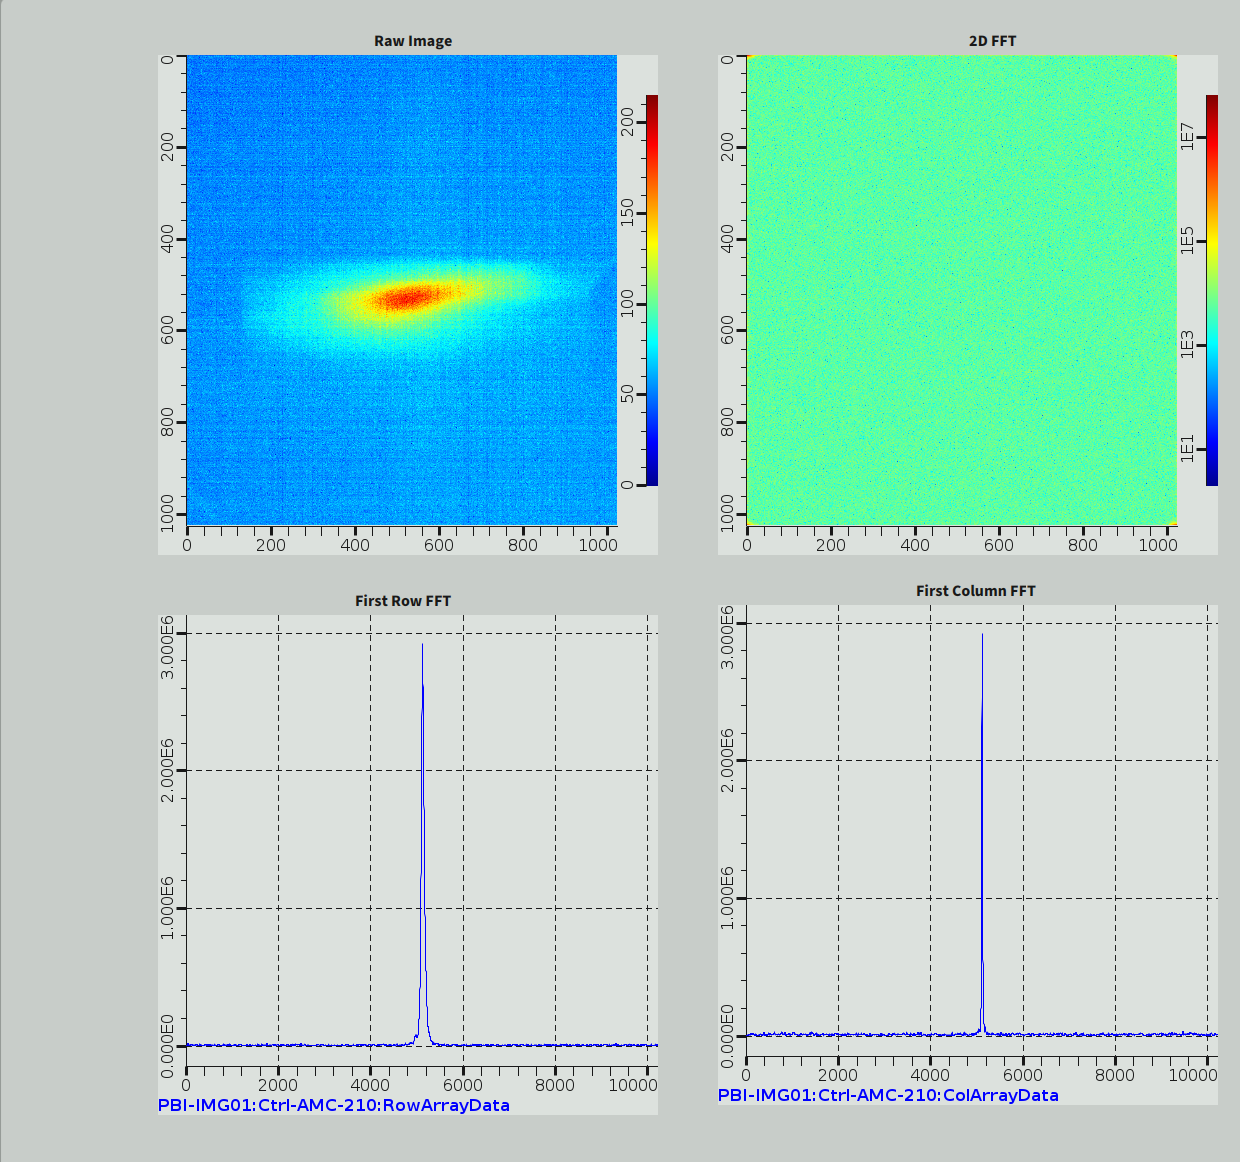 Raw Image
0
200
400
600
800
1000
0 200 400 600 800 1000
200
150
100
50
0
2D FFT
0
200
400
600
800
1000
0 200 400 600 800 1000
1E7
1E5
1E3
1E1
First Row FFT
3.000E6
2.000E6
1.000E6
0.000E0
0 2000 4000 6000 8000 10000
PBI-IMG01:Ctrl-AMC-210:RowArrayData
First Column FFT
3.000E6
2.000E6
1.000E6
0.000E0
0 2000 4000 6000 8000 10000
PBI-IMG01:Ctrl-AMC-210:ColArrayData